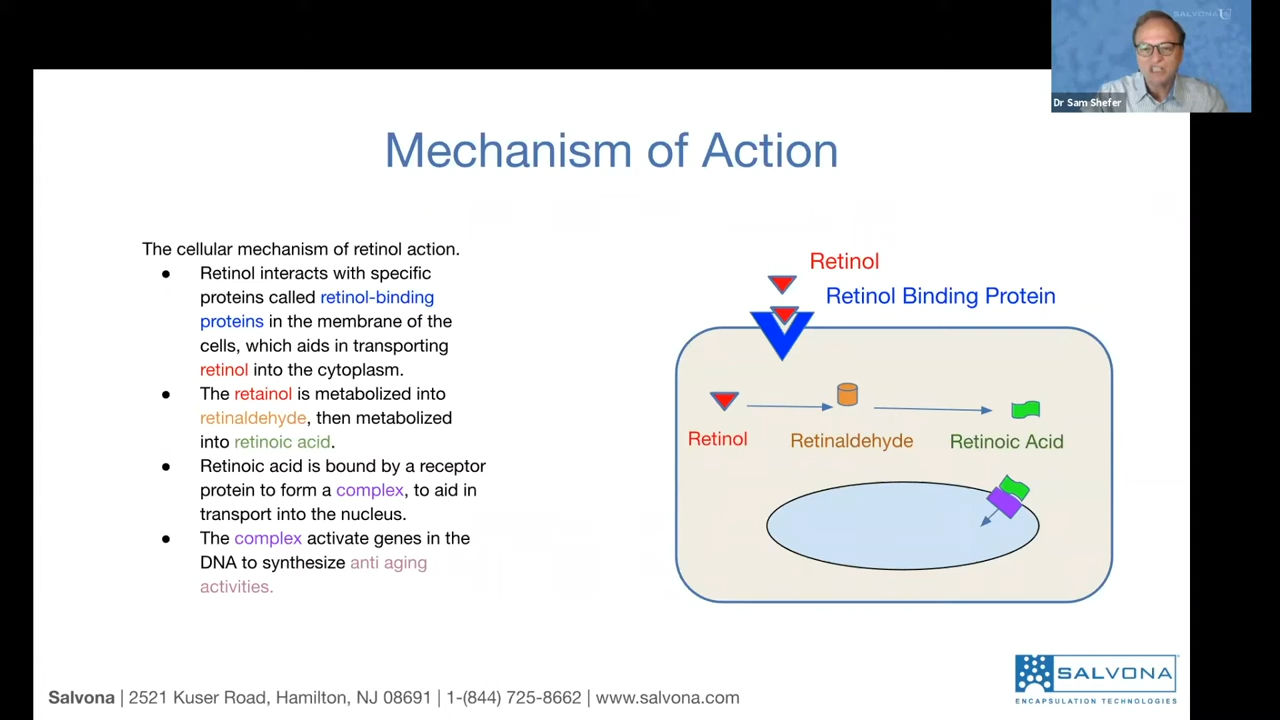 SALVONA
Dr Sam Shefer
Mechanism of Action
The cellular mechanism of retinol action.
● Retinol interacts with specific
proteins called retinol-binding
proteins in the membrane of the
cells, which aids in transporting
retinol into the cytoplasm.
● The retainol is metabolized into
retinaldehyde, then metabolized
into retinoic acid.
● Retinoic acid is bound by a receptor
protein to form a complex, to aid in
transport into the nucleus.
● The complex activate genes in the
DNA to synthesize anti aging
activities.
Retinol
Retinol Binding Protein
Retinol
Retinaldehyde
Retinoic Acid
Salvona | 2521 Kuser Road, Hamilton, NJ 08691 | 1-(844) 725-8662 | www.salvona.com
SALVONA
ENCAPSULATION TECHNOLOGIES